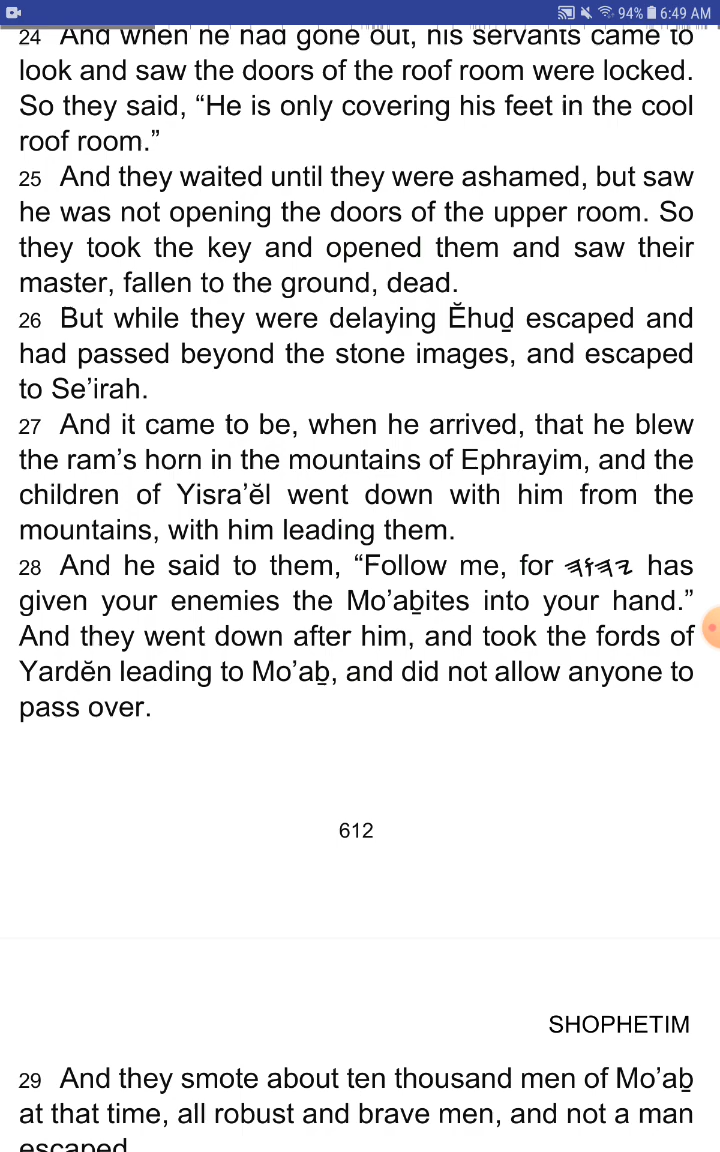 94% 6:49 AM
24 And when he had gone out, his servants came to
look and saw the doors of the roof room were locked.
So they said, “He is only covering his feet in the cool
roof room.”
25 And they waited until they were ashamed, but saw
he was not opening the doors of the upper room. So
they took the key and opened them and saw their
master, fallen to the ground, dead.
26 But while they were delaying Ĕhuḏ escaped and
had passed beyond the stone images, and escaped
to Se’irah.
27 And it came to be, when he arrived, that he blew
the ram’s horn in the mountains of Ephrayim, and the
children of Yisra’ĕl went down with him from the
mountains, with him leading them.
28 And he said to them, “Follow me, for 𐤉𐤄𐤅𐤄 has
given your enemies the Mo’aḇites into your hand.”
And they went down after him, and took the fords of
Yardĕn leading to Mo’aḇ, and did not allow anyone to
pass over.
612
SHOPHETIM
29 And they smote about ten thousand men of Mo’aḇ
at that time, all robust and brave men, and not a man
escaped